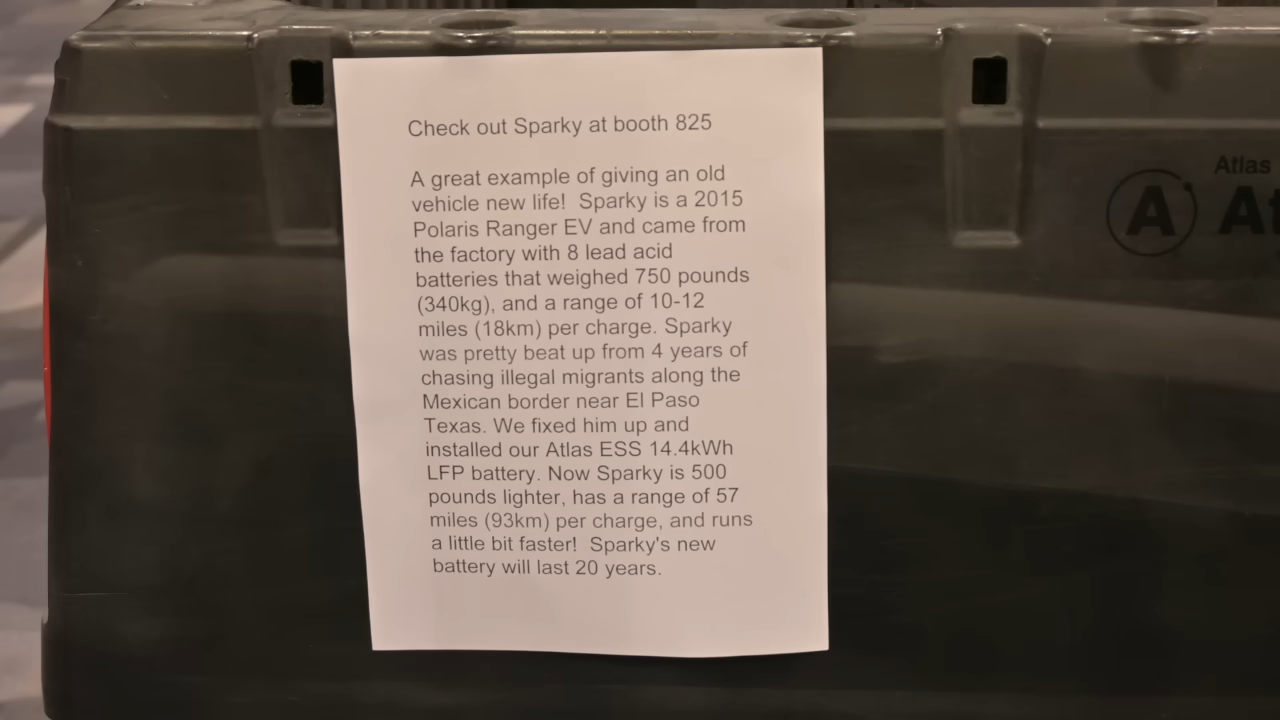 Check out Sparky at booth 825
A great example of giving an old
vehicle new life!  Sparky is a 2015
Polaris Ranger EV and came from
the factory with 8 lead acid
batteries that weighed 750 pounds
(340kg), and a range of 10-12
miles (18km) per charge. Sparky
was pretty beat up from 4 years of
chasing illegal migrants along the
Mexican border near El Paso
Texas. We fixed him up and
installed our Atlas ESS 14.4kWh
LFP battery. Now Sparky is 500
pounds lighter, has a range of 57
miles (93km) per charge, and runs
a little bit faster!  Sparky's new
battery will last 20 years.
Atlas
A